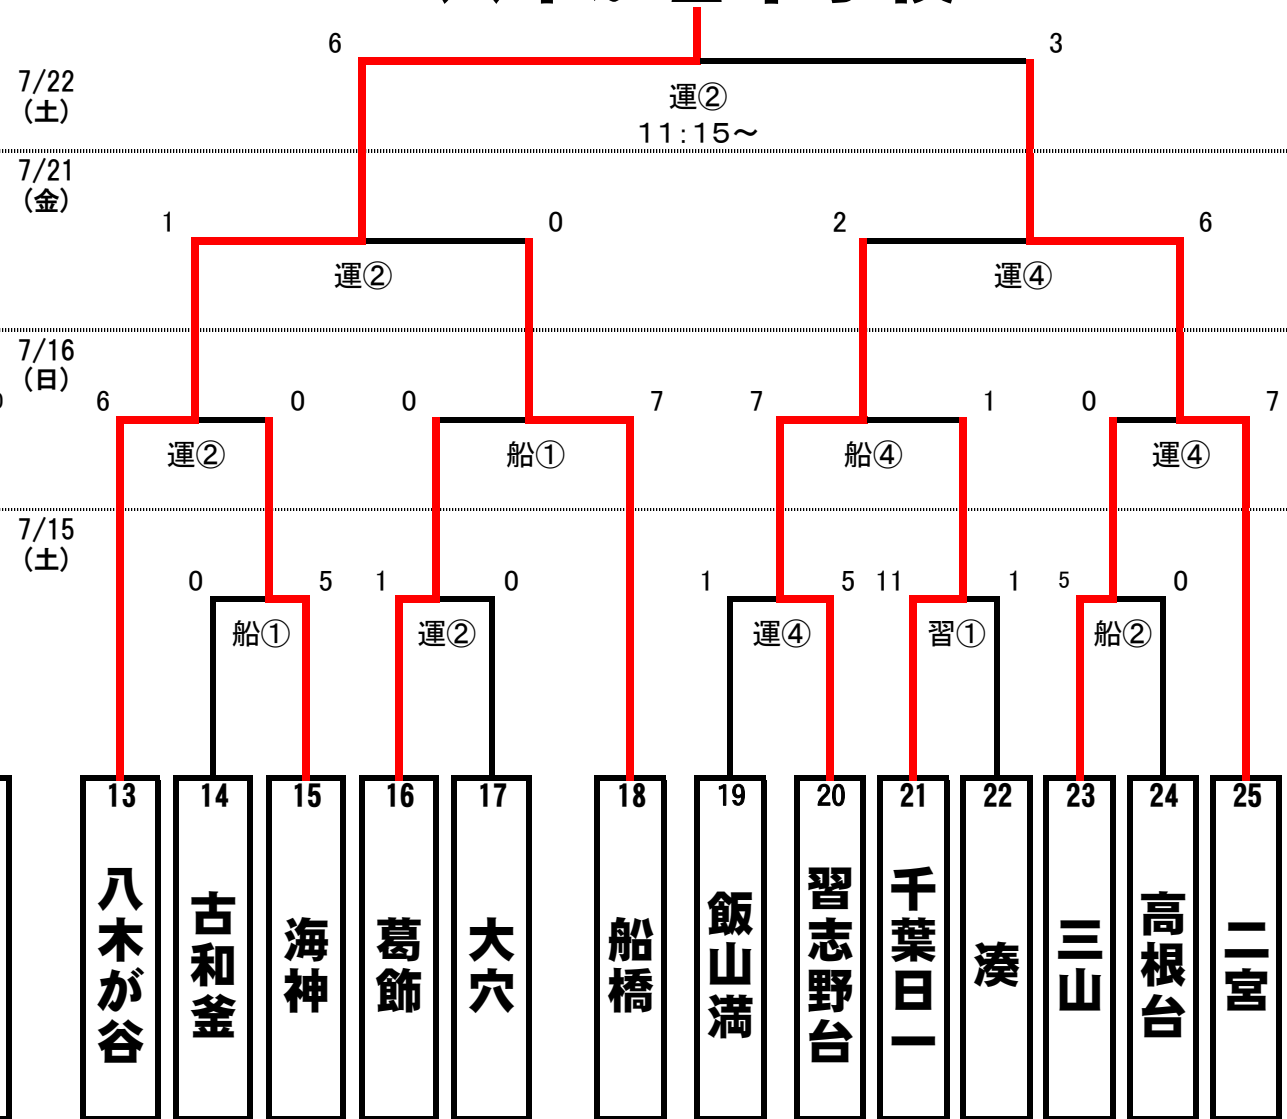 6 3
7/22
(土)
運②
11:15～
7/21
(金)
1 0 2 6
運② 運④
7/16
(日)
6 0 0 7 7 1 0 7
運② 船① 船④ 運④
7/15
(土)
0 5 1 0 1 5 11 1 5 0
船① 運② 運④ 習① 船②
13 14 15 16 17 18 19 20 21 22 23 24 25
八木が谷
古和釜
海神
葛飾
大穴
船橋
飯山満
習志野台
千葉日一
湊
三山
高根台
二宮